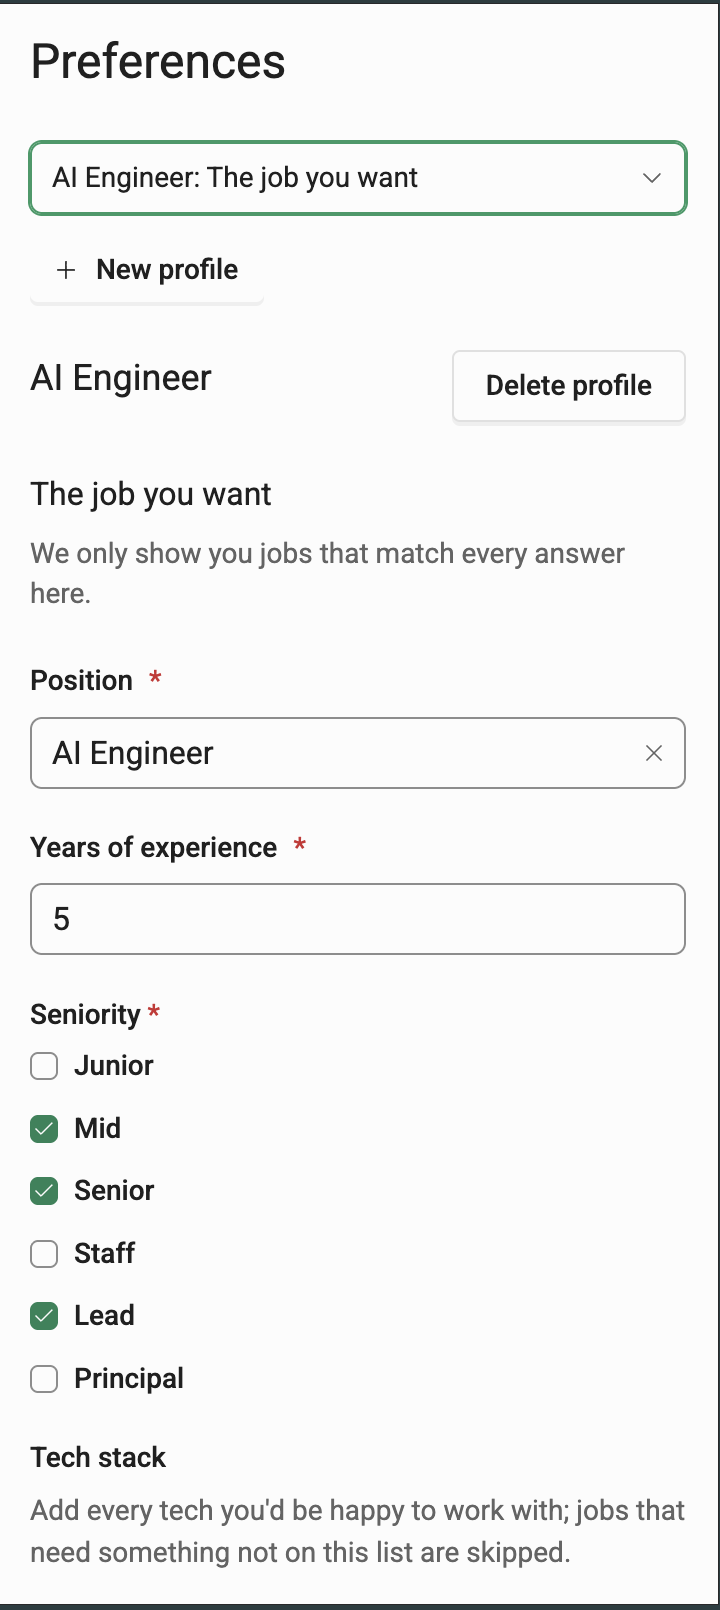 Preferences
AI Engineer: The job you want
New profile
AI Engineer
Delete profile
The job you want
We only show you jobs that match every answer
here.
Position *
AI Engineer
Years of experience *
5
Seniority *
Junior
Mid
Senior
Staff
Lead
Principal
Tech stack
Add every tech you'd be happy to work with; jobs that
need something not on this list are skipped.